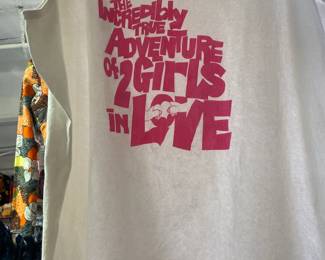 THE
INCREDIBLY
TRUE
ADVENTURE
OF 2 GIRLS
IN LOVE